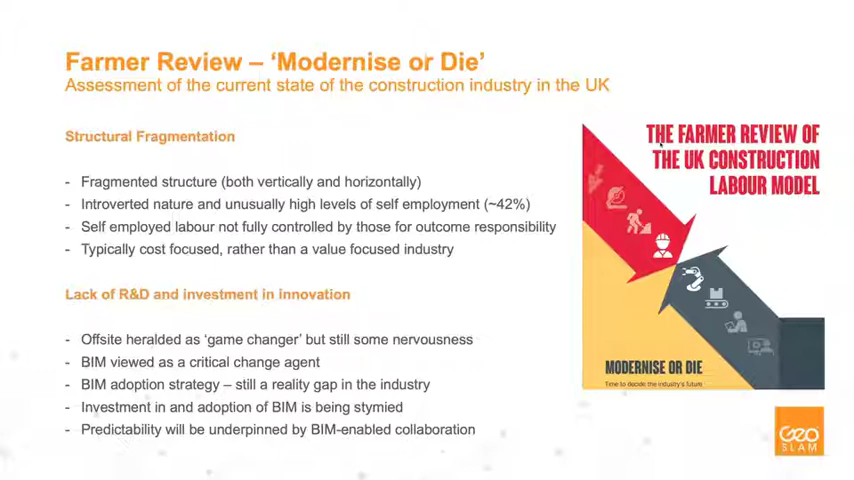 Farmer Review – ‘Modernise or Die’
Assessment of the current state of the construction industry in the UK
Structural Fragmentation
- Fragmented structure (both vertically and horizontally)
- Introverted nature and unusually high levels of self employment (~42%)
- Self employed labour not fully controlled by those for outcome responsibility
- Typically cost focused, rather than a value focused industry
Lack of R&D and investment in innovation
- Offsite heralded as ‘game changer’ but still some nervousness
- BIM viewed as a critical change agent
- BIM adoption strategy – still a reality gap in the industry
- Investment in and adoption of BIM is being stymied
- Predictability will be underpinned by BIM-enabled collaboration
THE FARMER REVIEW OF
THE UK CONSTRUCTION
LABOUR MODEL
MODERNISE OR DIE
Time to decide the industry's future
GEO
SLAM